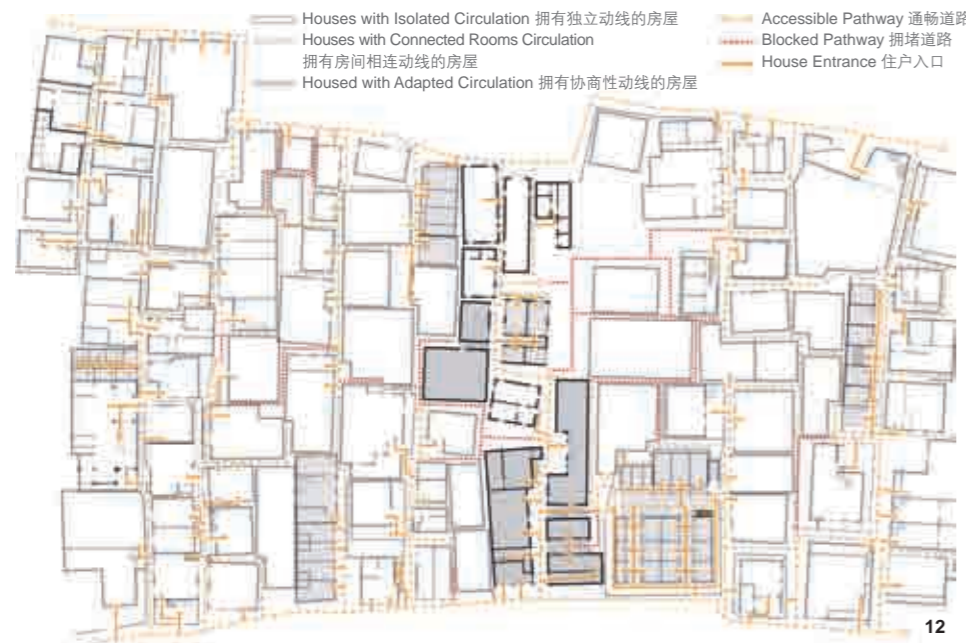 Houses with Isolated Circulation 拥有独立动线的房屋
Houses with Connected Rooms Circulation
拥有房间相连动线的房屋
Housed with Adapted Circulation 拥有协商性动线的房屋
Accessible Pathway 通畅道路
Blocked Pathway 拥堵道路
House Entrance 住户入口
12